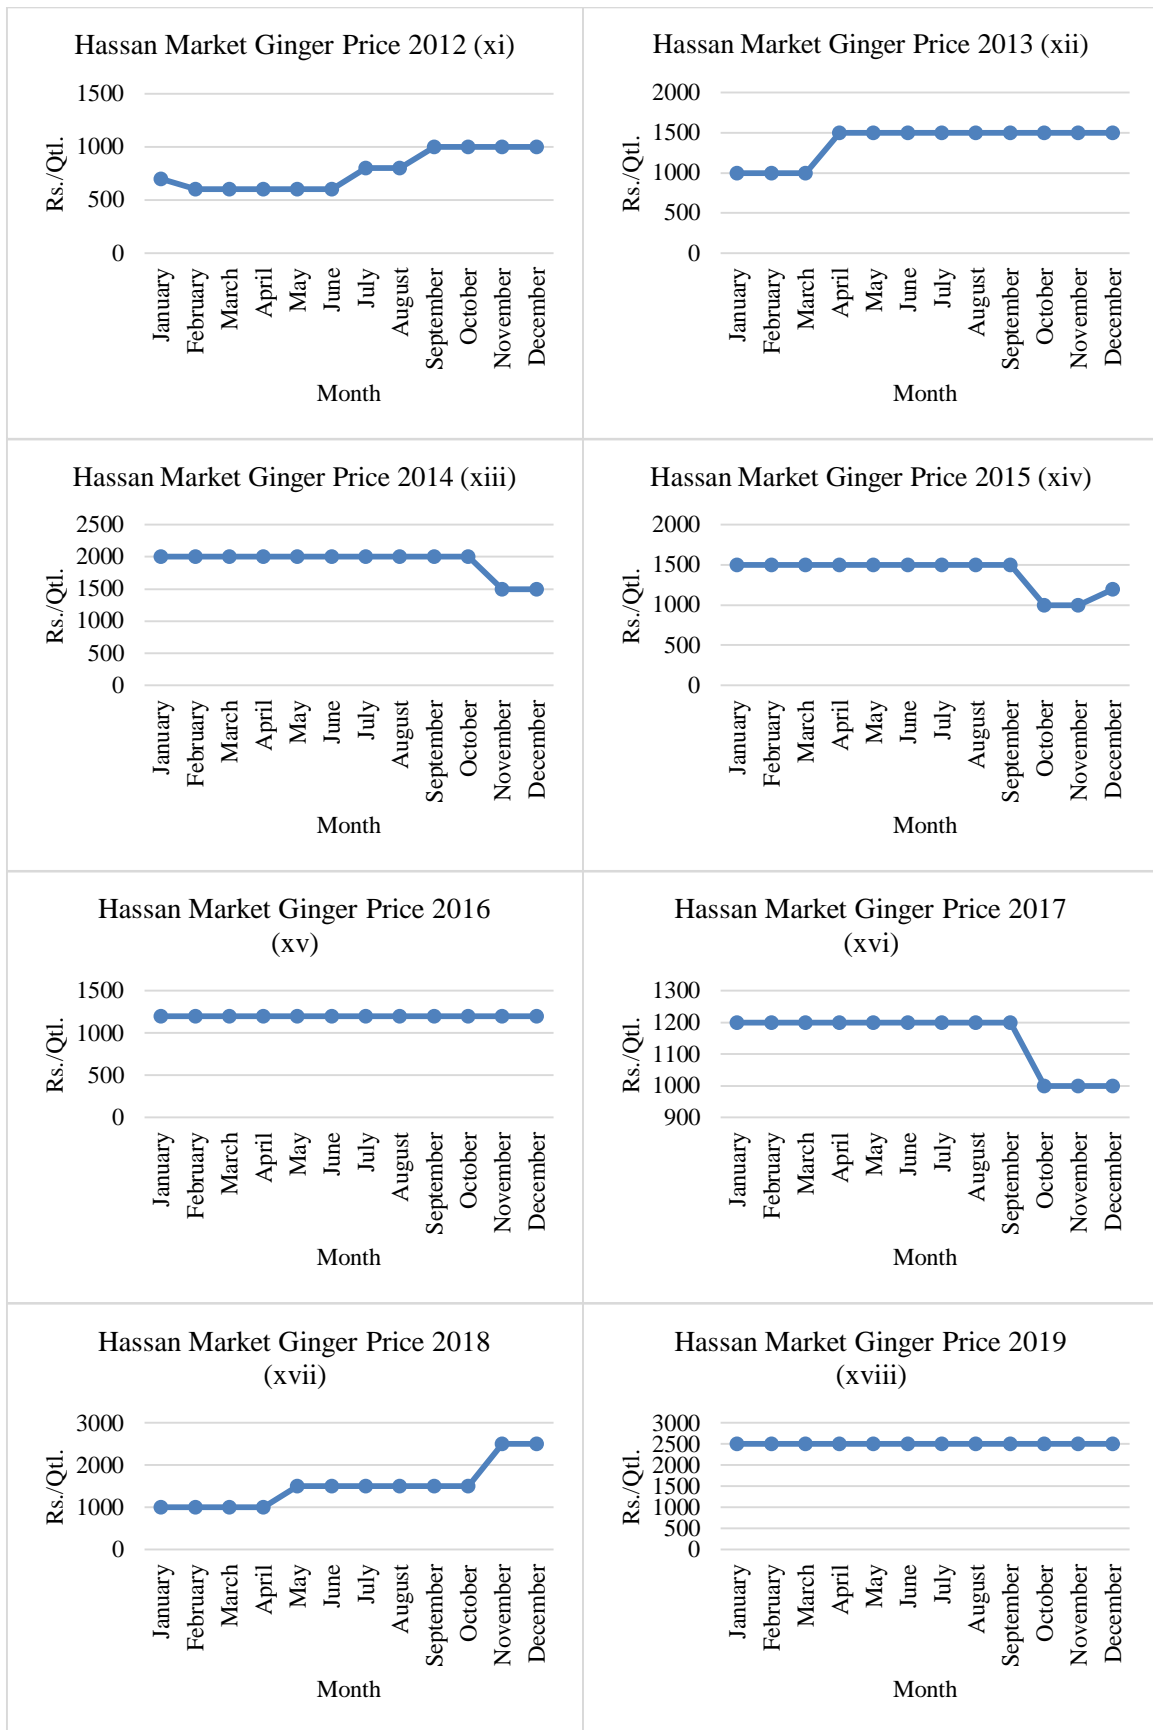 Hassan Market Ginger Price 2012 (xi)
1500
1000
500
0
Rs./Qtl.
January
February
March
April
May
June
July
August
September
October
November
December
Month
Hassan Market Ginger Price 2013 (xii)
2000
1500
1000
500
0
Rs./Qtl.
January
February
March
April
May
June
July
August
September
October
November
December
Month
Hassan Market Ginger Price 2014 (xiii)
2500
2000
1500
1000
500
0
Rs./Qtl.
January
February
March
April
May
June
July
August
September
October
November
December
Month
Hassan Market Ginger Price 2015 (xiv)
2000
1500
1000
500
0
Rs./Qtl.
January
February
March
April
May
June
July
August
September
October
November
December
Month
Hassan Market Ginger Price 2016
(xv)
1500
1000
500
0
Rs./Qtl.
January
February
March
April
May
June
July
August
September
October
November
December
Month
Hassan Market Ginger Price 2017
(xvi)
1300
1200
1100
1000
900
Rs./Qtl.
January
February
March
April
May
June
July
August
September
October
November
December
Month
Hassan Market Ginger Price 2018
(xvii)
3000
2000
1000
0
Rs./Qtl.
January
February
March
April
May
June
July
August
September
October
November
December
Month
Hassan Market Ginger Price 2019
(xviii)
3000
2500
2000
1500
1000
500
0
Rs./Qtl.
January
February
March
April
May
June
July
August
September
October
November
December
Month